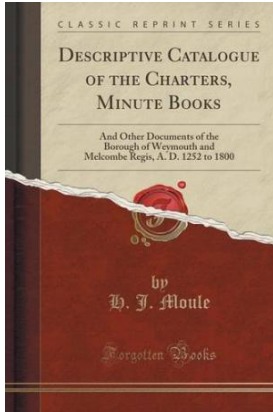 CLASSIC REPRINT SERIES
DESCRIPTIVE CATALOGUE
OF THE CHARTERS,
MINUTE BOOKS
And Other Documents of the
Borough of Weymouth and
Melcombe Regis, A. D. 1252 to 1800
by
H. J. Moule
Forgotten Books